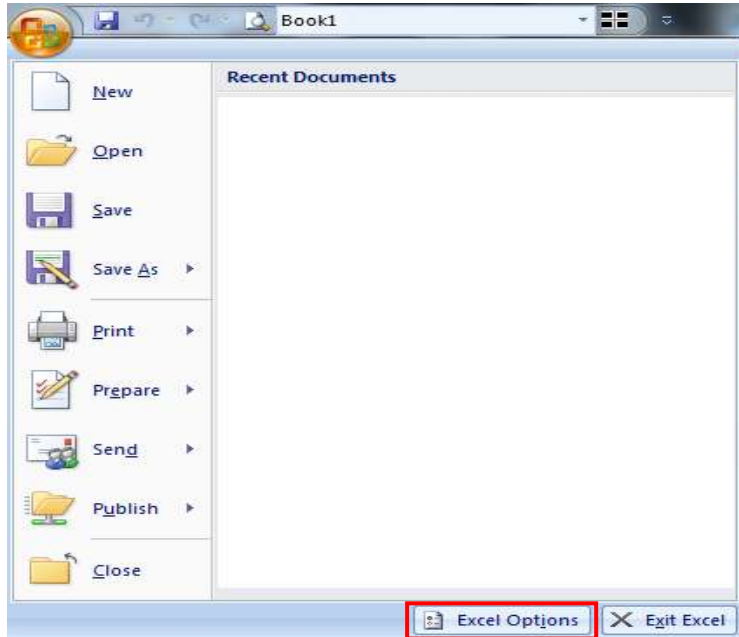 Book1
Recent Documents
New
Open
Save
Save As
Print
Prepare
Send
Publish
Close
Excel Options
Exit Excel